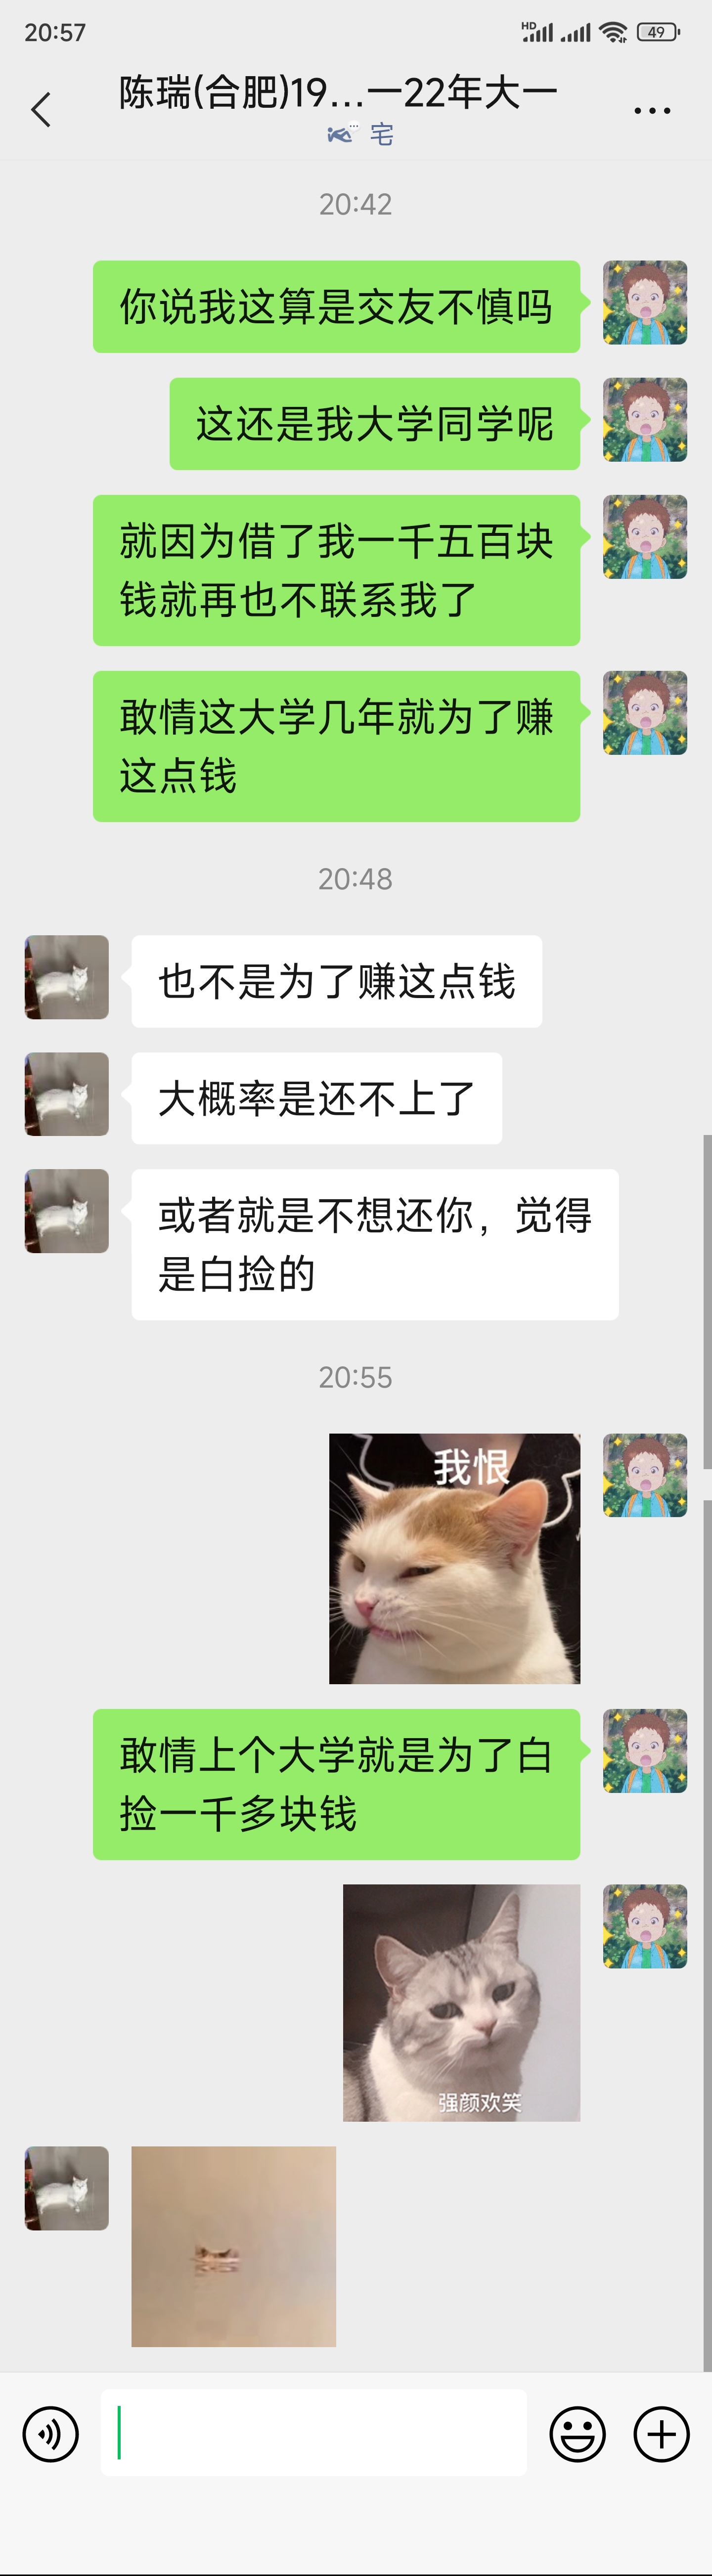 20:57
HD
49
陈瑞(合肥)19...一22年大一
宅
20:42
你说我这算是交友不慎吗
这还是我大学同学呢
就因为借了我一千五百块
钱就再也不联系我了
敢情这大学几年就为了赚
这点钱
20:48
也不是为了赚这点钱
大概率是还不上了
或者就是不想还你，觉得
是白捡的
20:55
我恨
敢情上个大学就是为了白
捡一千多块钱
强颜欢笑